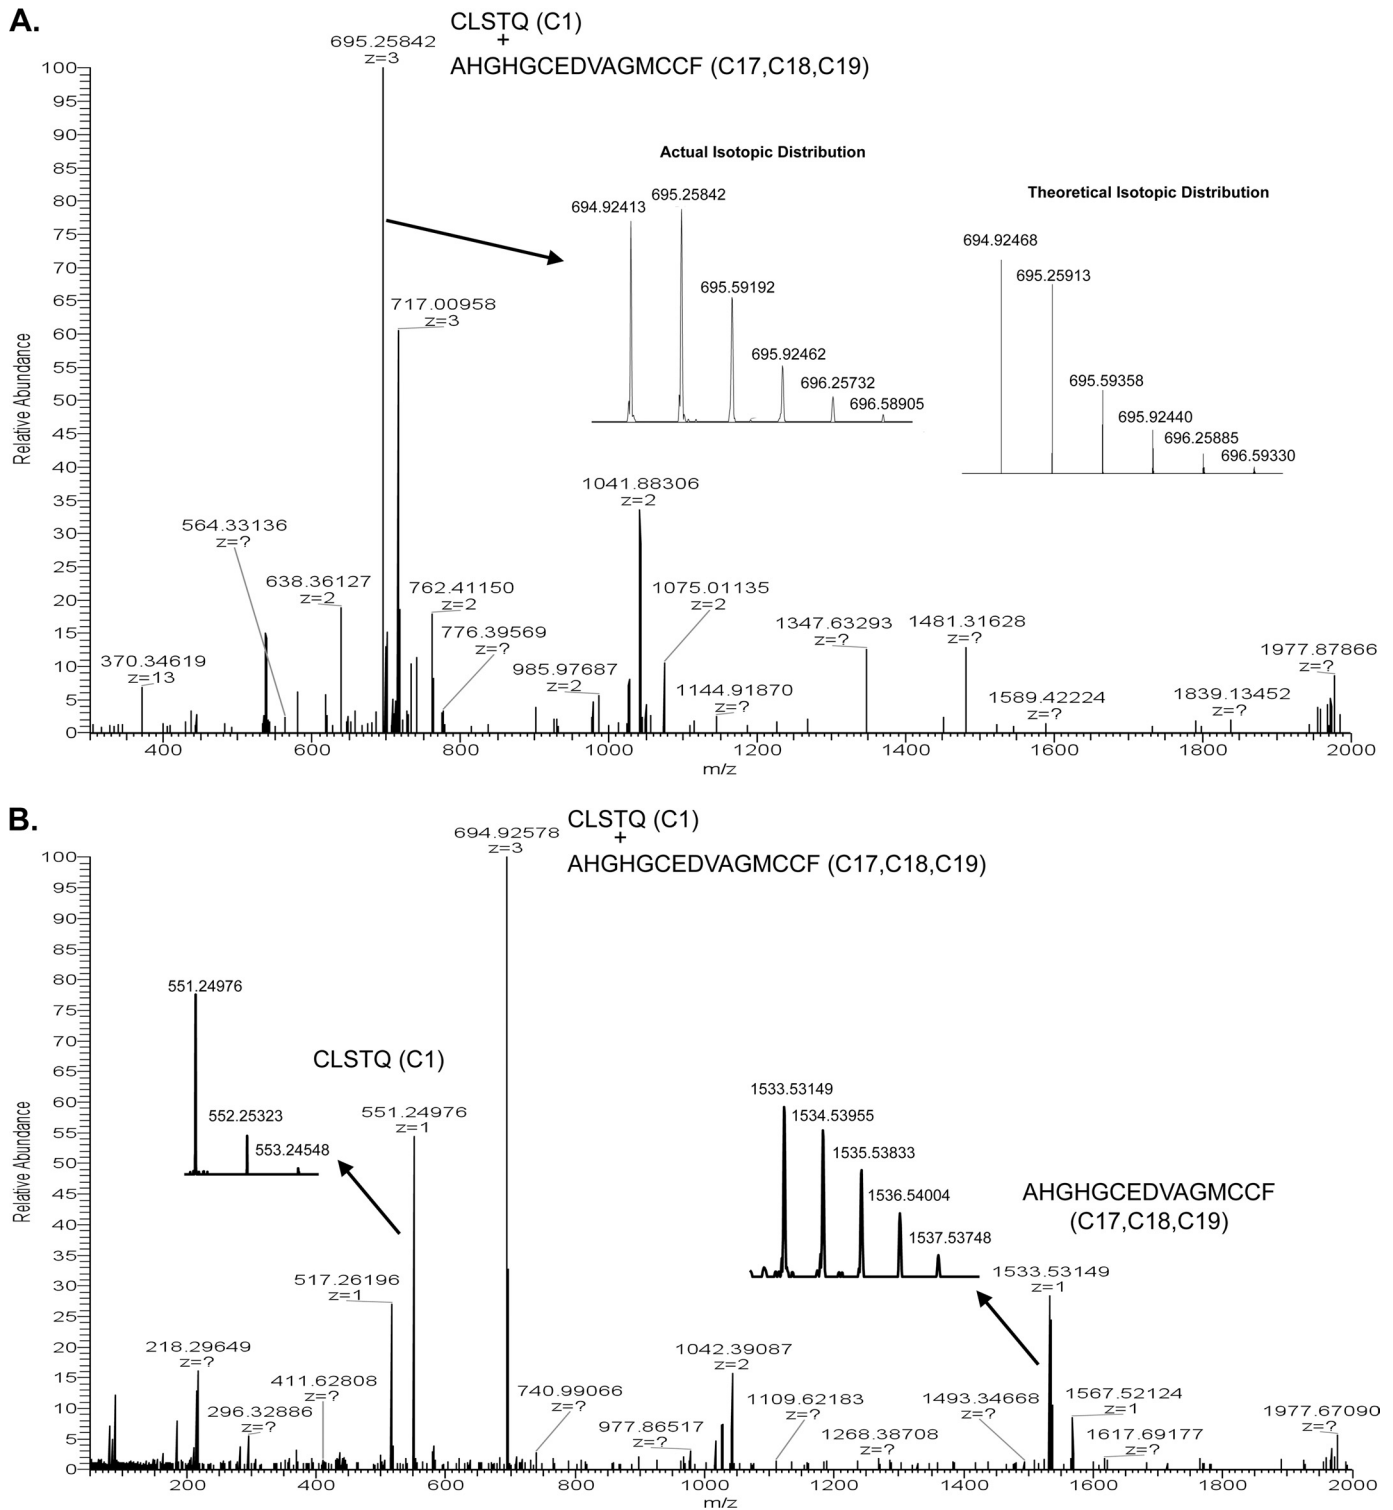 A.
CLSTQ (C1)
+
AHGHGCEDVAGMCCF (C17,C18,C19)
695.25842
z=3
Actual Isotopic Distribution
694.92413
695.25842
695.59192
695.92462
696.25732
696.58905
Theoretical Isotopic Distribution
694.92468
695.25913
695.59358
695.92440
696.25885
696.59330
717.00958
z=3
1041.88306
z=2
564.33136
z=?
638.36127
z=2
762.41150
z=2
776.39569
z=?
1075.01135
z=2
370.34619
z=13
985.97687
z=2
1144.91870
z=?
1347.63293
z=?
1481.31628
z=?
1589.42224
z=?
1839.13452
z=?
1977.87866
z=?
100
95
90
85
80
75
70
65
60
55
50
45
40
35
30
25
20
15
10
5
0
Relative Abundance
400
600
800
1000
1200
1400
1600
1800
2000
m/z
B.
CLSTQ (C1)
+
AHGHGCEDVAGMCCF (C17,C18,C19)
694.92578
z=3
551.24976
552.25323
553.24548
CLSTQ (C1)
551.24976
z=1
1533.53149
1534.53955
1535.53833
1536.54004
1537.53748
AHGHGCEDVAGMCCF
(C17,C18,C19)
1533.53149
z=1
517.26196
z=1
218.29649
z=?
411.62808
z=?
296.32886
z=?
740.99066
z=?
1042.39087
z=2
977.86517
z=?
1109.62183
z=?
1268.38708
z=?
1493.34668
z=?
1567.52124
z=1
1617.69177
z=?
1977.67090
z=?
100
95
90
85
80
75
70
65
60
55
50
45
40
35
30
25
20
15
10
5
0
Relative Abundance
200
400
600
800
1000
1200
1400
1600
1800
2000
m/z